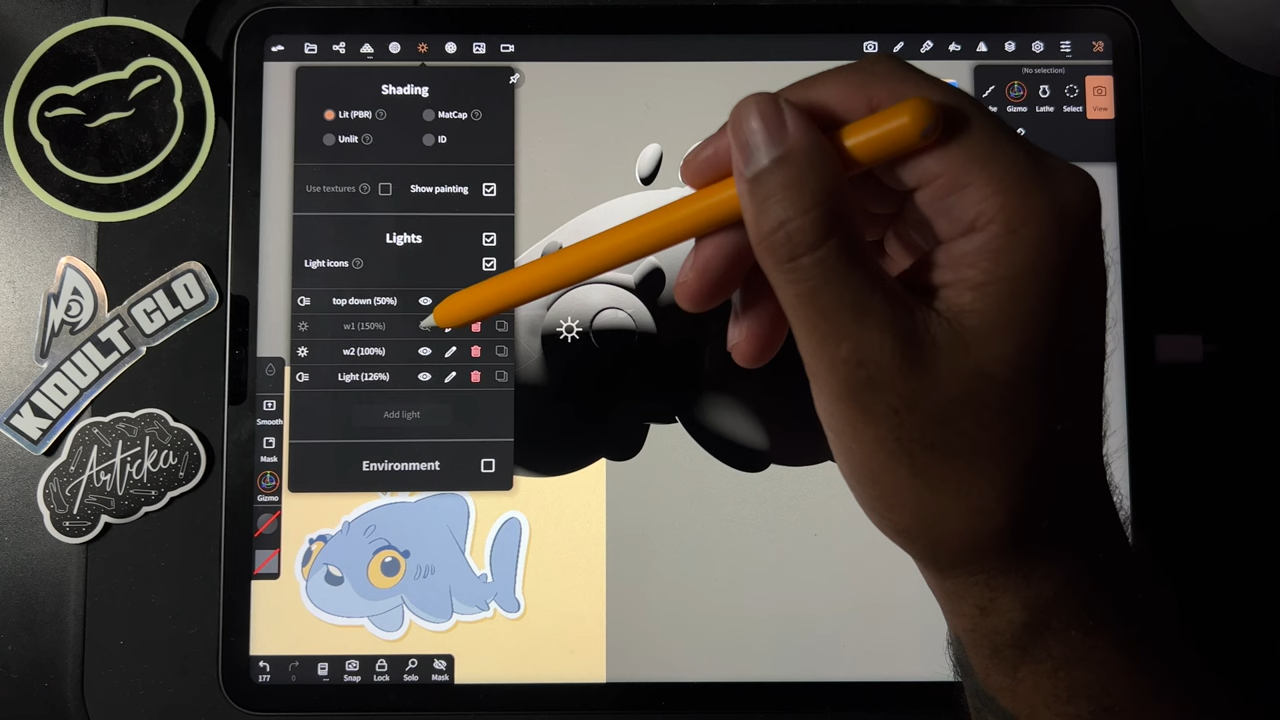 Shading
Lit (PBR) ?
MatCap ?
Unlit ?
ID
Use textures ?
Show painting
Lights
Light icons ?
top down (50%)
w1 (150%)
w2 (100%)
Light (126%)
Add light
Environment
(No selection)
Gizmo
Lathe
Select
View
Smooth
Mask
Gizmo
177
0
Snap
Lock
Solo
Mask
KIDULT CLO
Articka